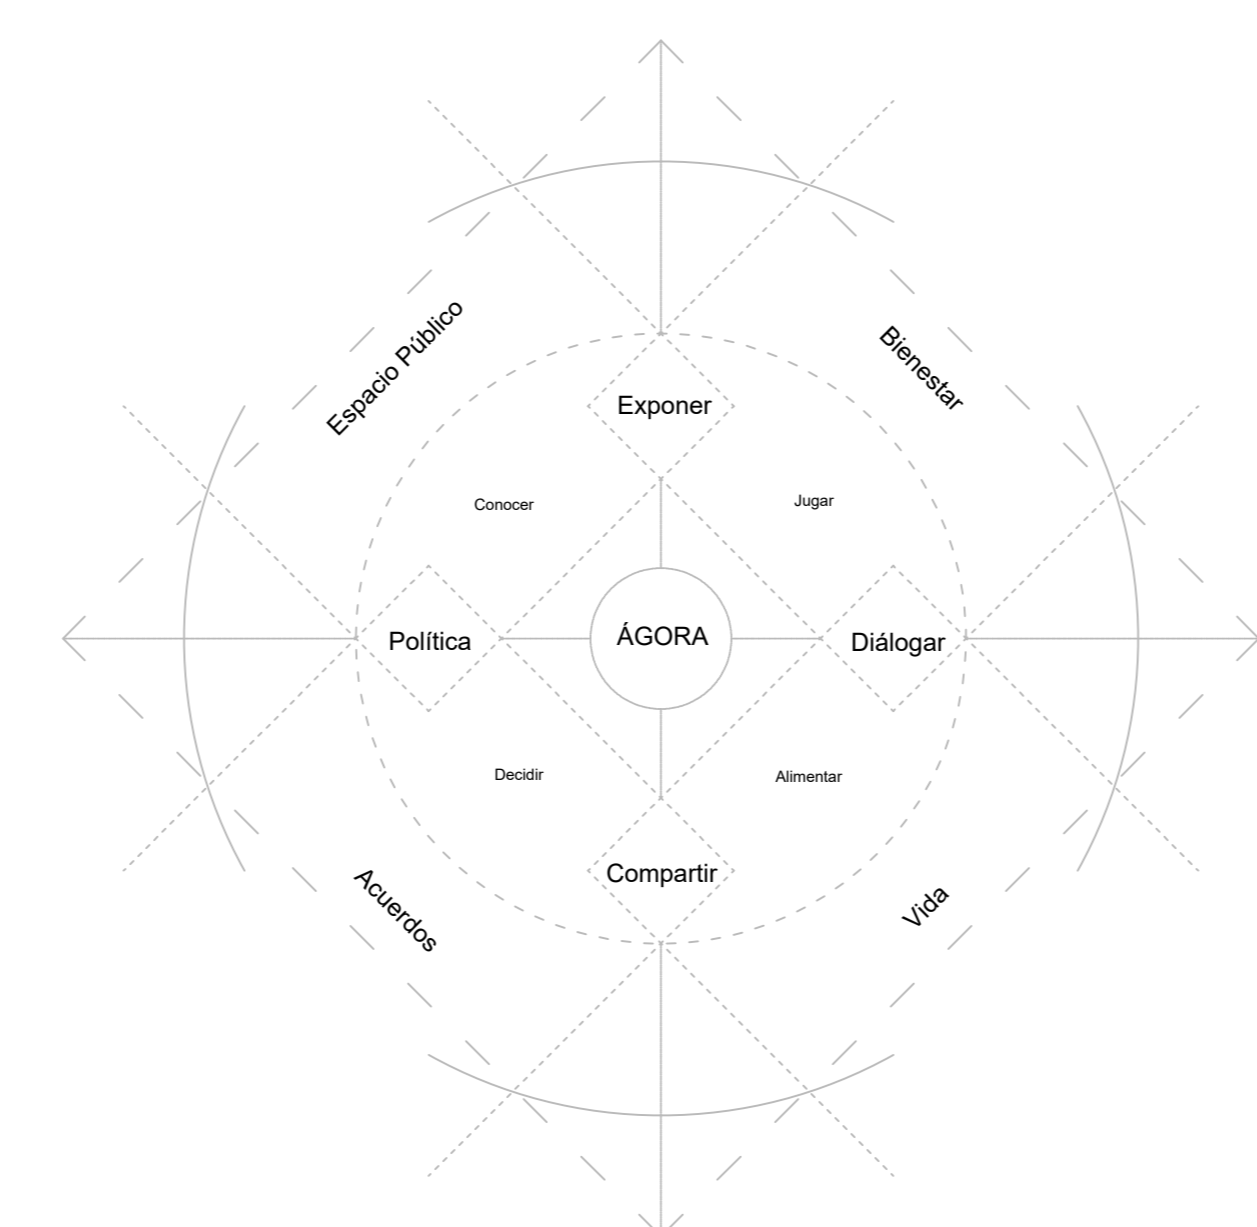 Espacio Público
Bienestar
Exponer
Conocer
Jugar
Política
ÁGORA
Diálogar
Decidir
Alimentar
Compartir
Acuerdos
Vida